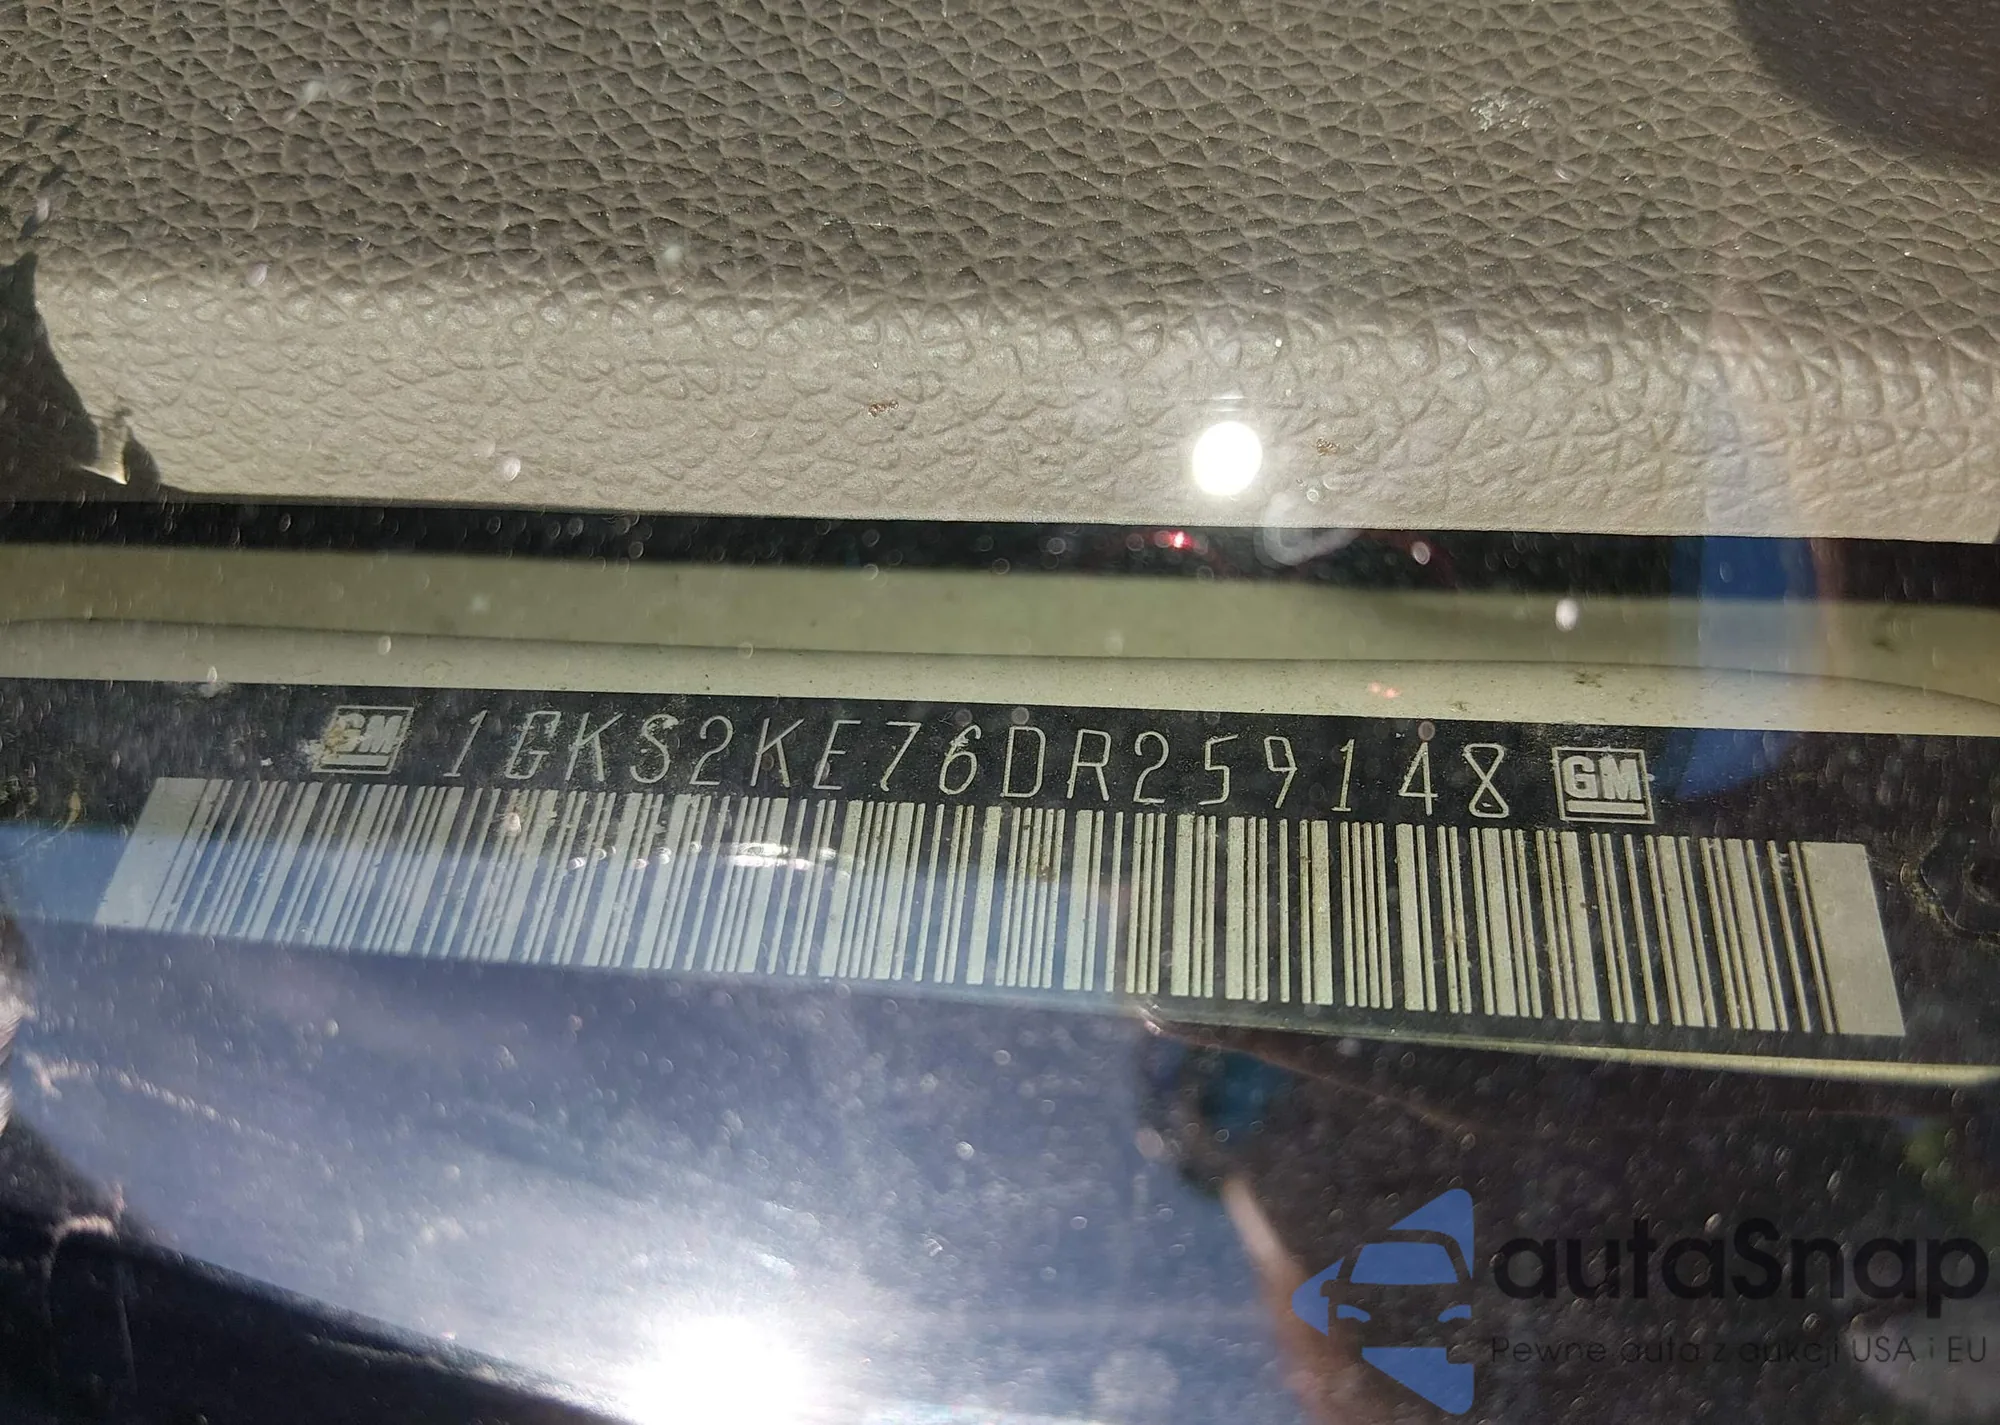 GM 1GKS2KE76DR259148 GM
autaSnap
Pewne auta z aukcji USA i EU